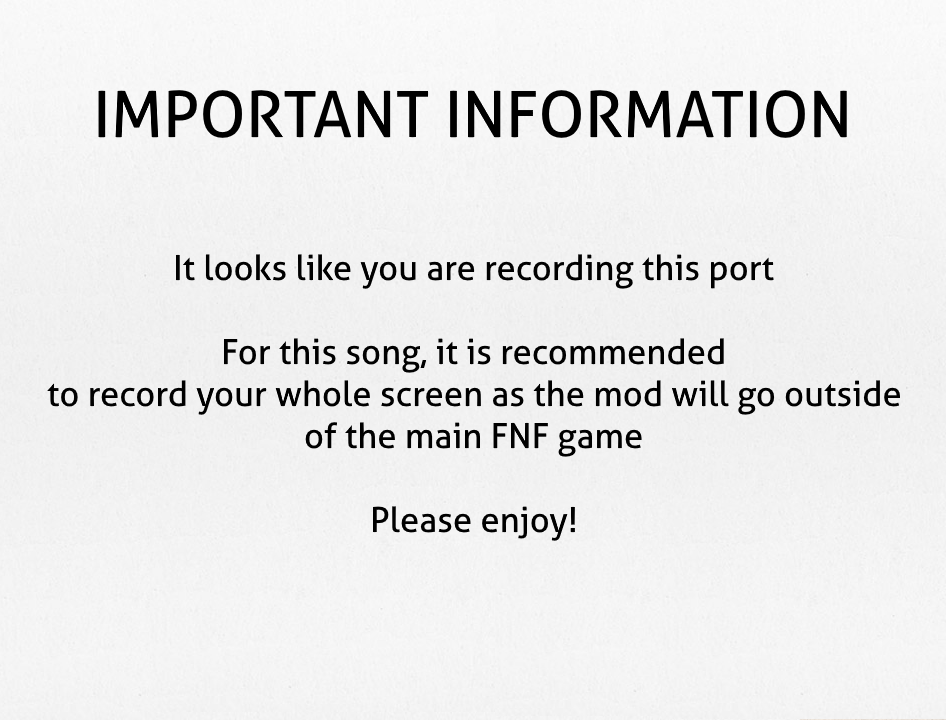 IMPORTANT INFORMATION
It looks like you are recording this port
For this song, it is recommended
to record your whole screen as the mod will go outside
of the main FNF game
Please enjoy!